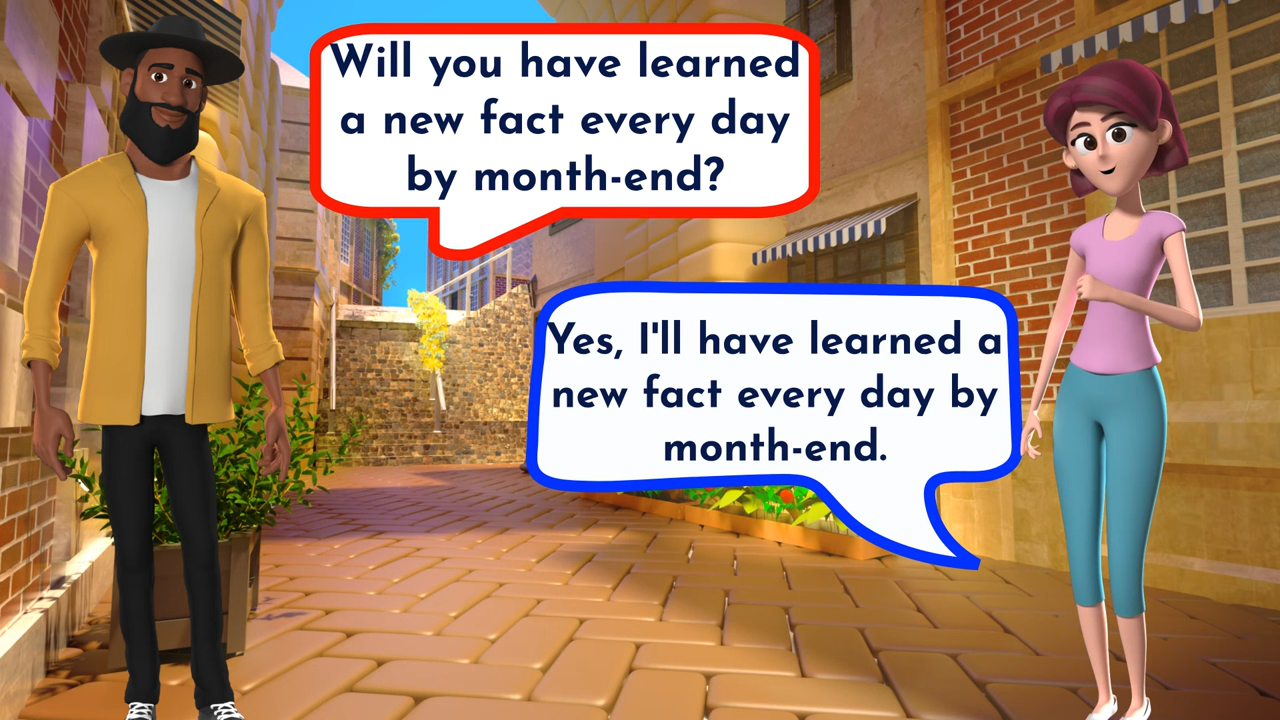 Will you have learned
a new fact every day
by month-end?
Yes, I'll have learned a
new fact every day by
month-end.